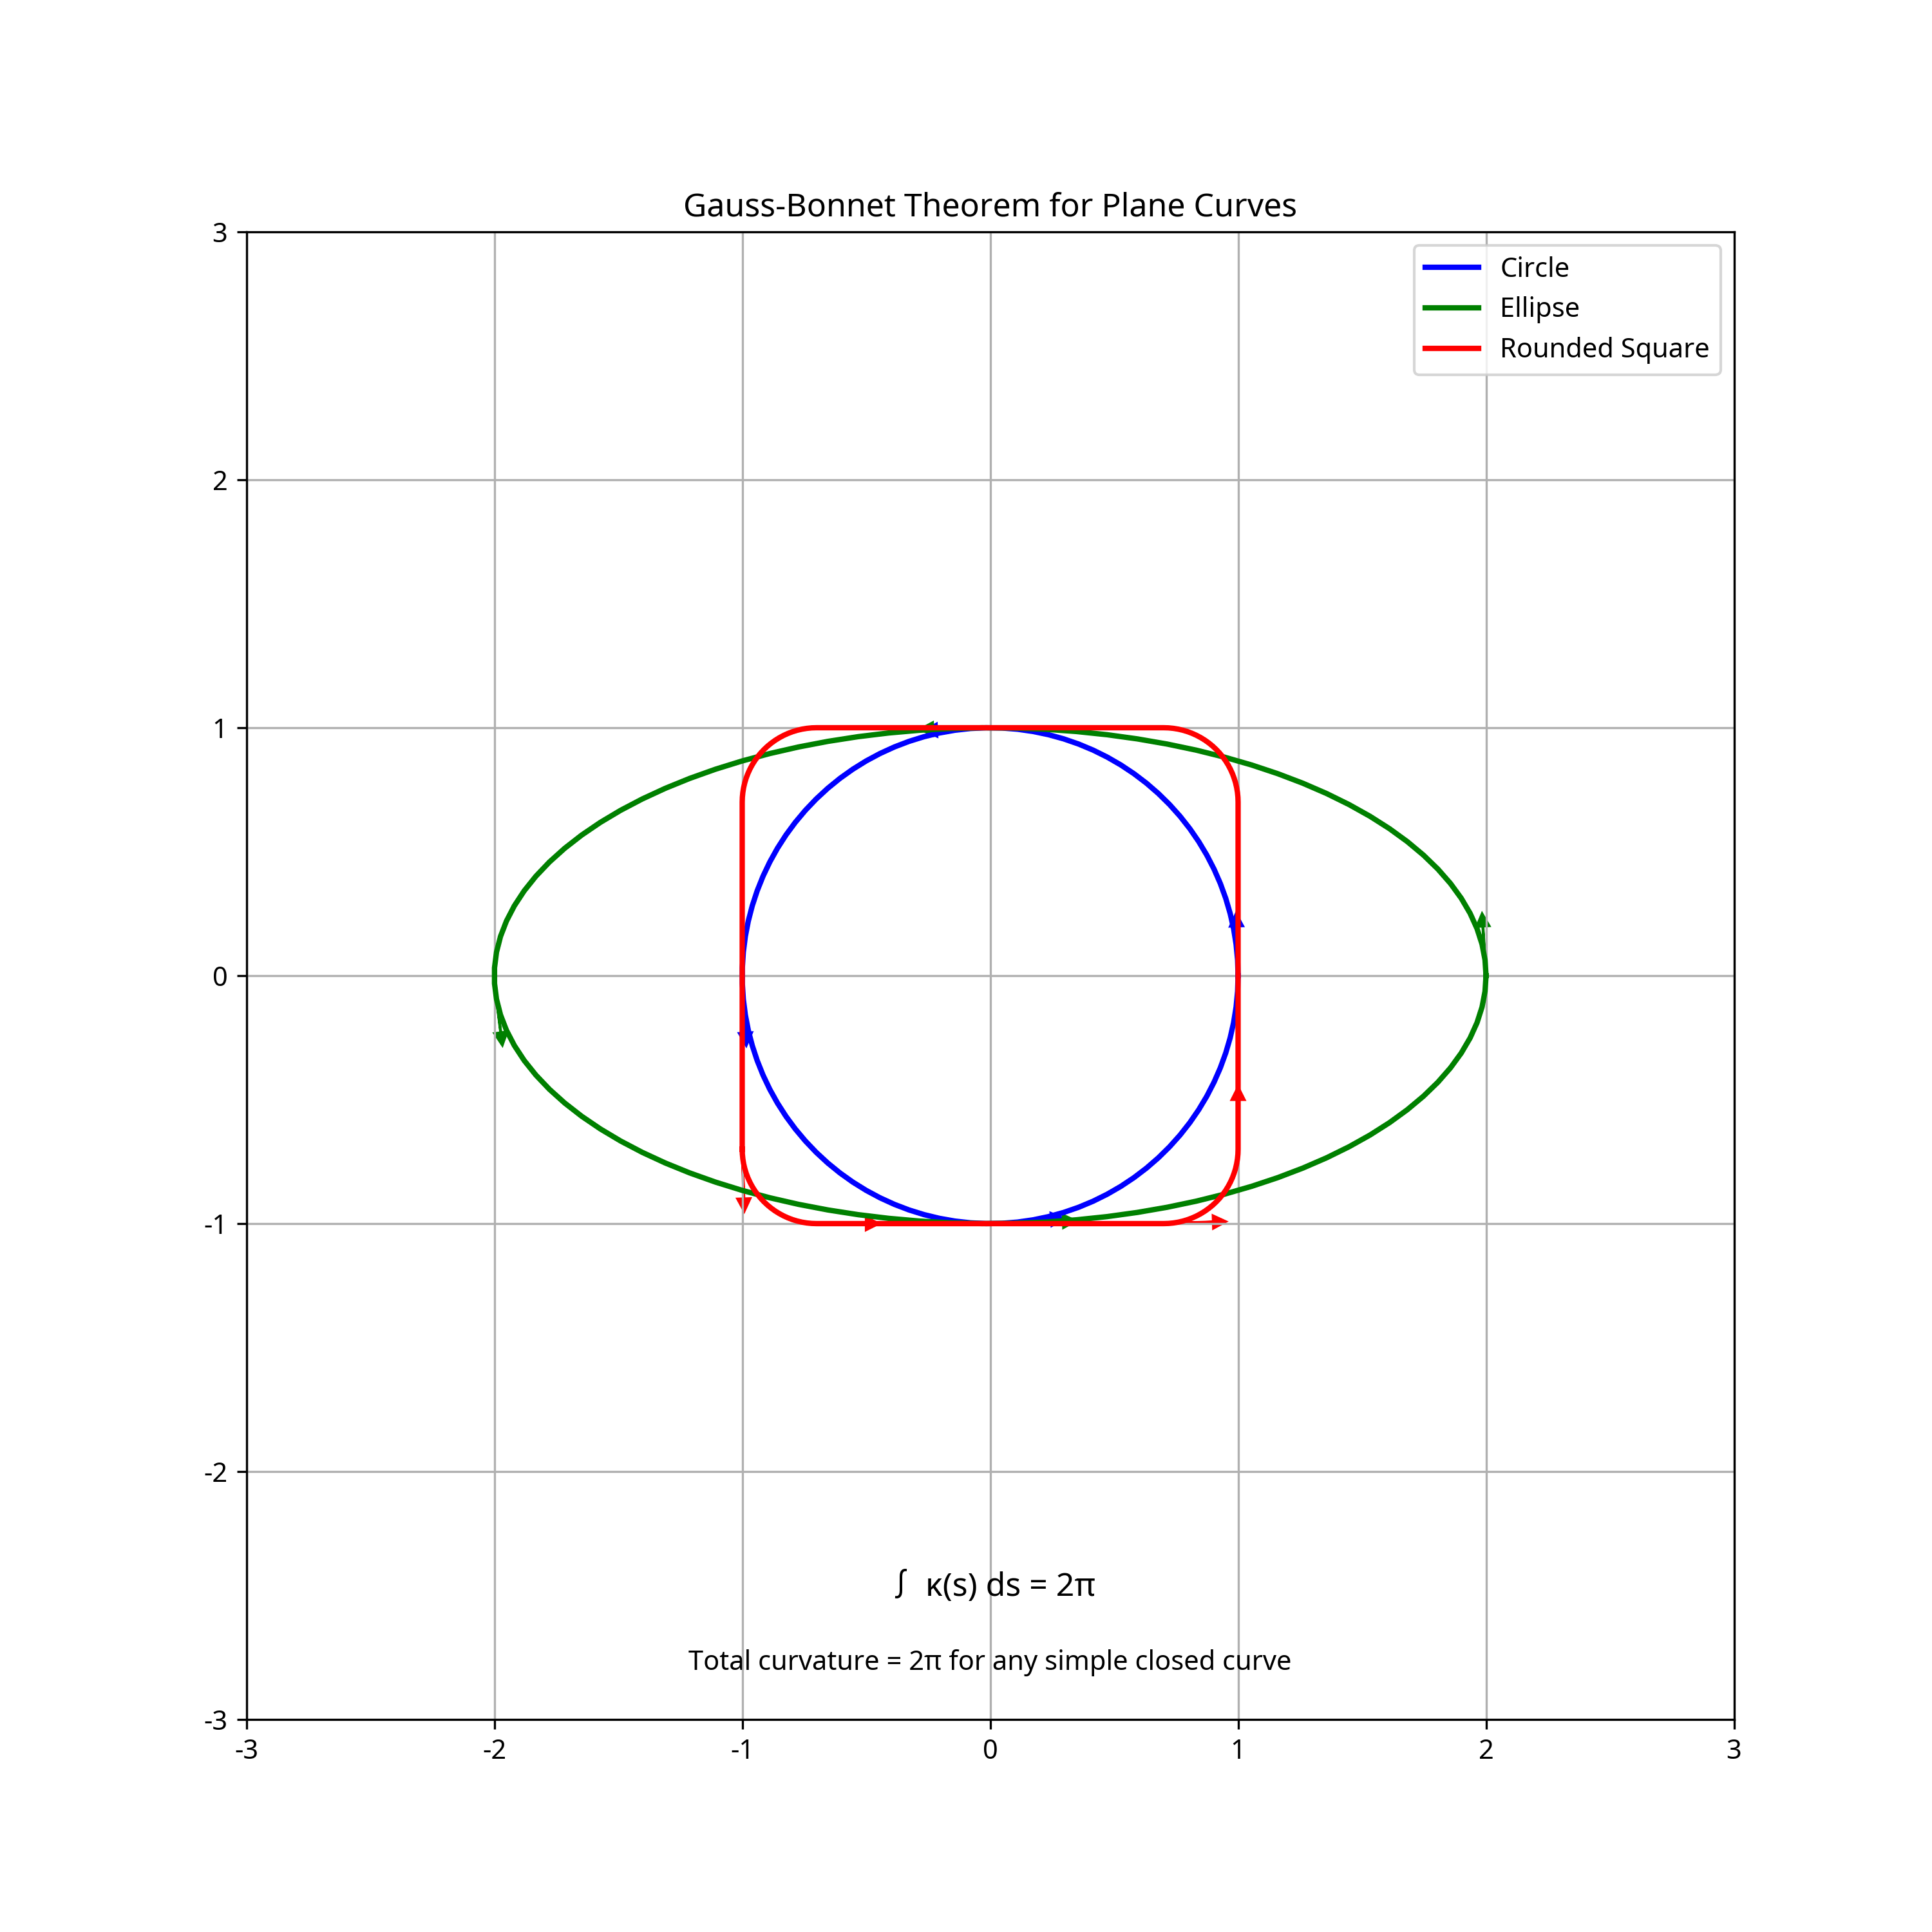 Gauss-Bonnet Theorem for Plane Curves
Circle
Ellipse
Rounded Square
3
2
1
0
-1
-2
-3
∫ κ(s) ds = 2π
Total curvature = 2π for any simple closed curve
-3 -2 -1 0 1 2 3